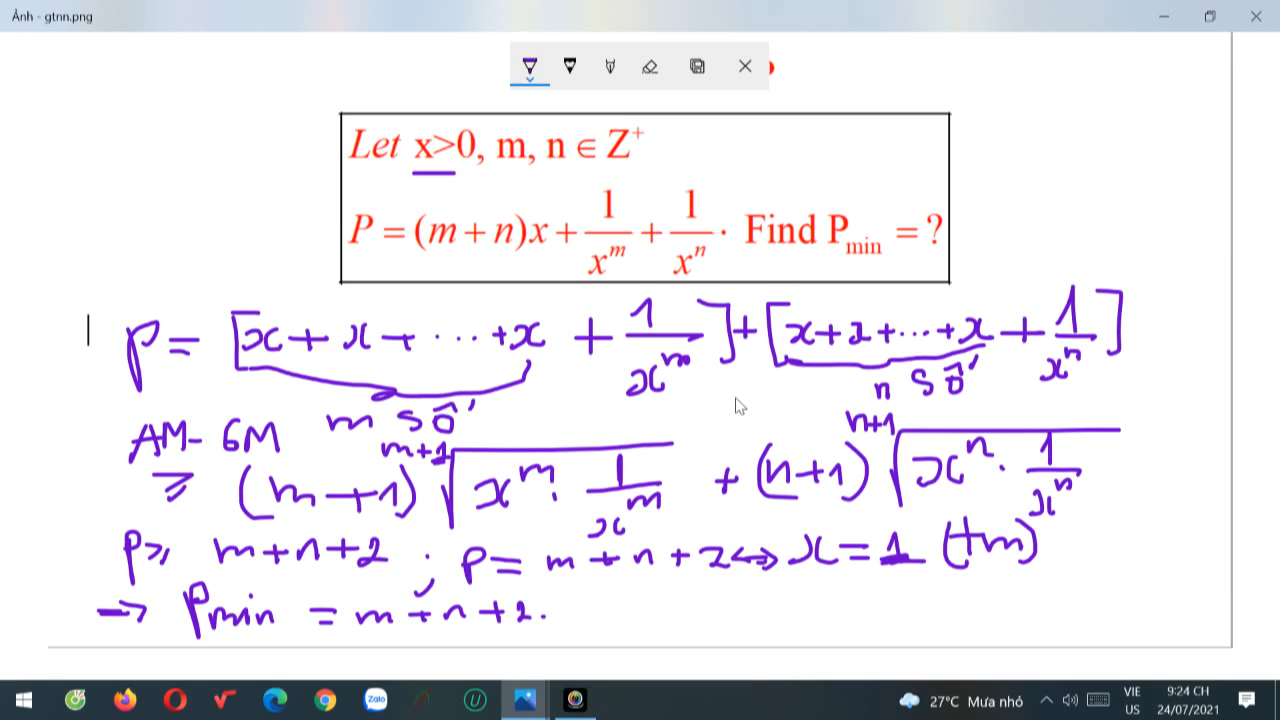 Ảnh - gtnn.png
Let x>0, m, n ∈ Z⁺
P = (m + n)x + 1/xᵐ + 1/xⁿ · Find Pmin = ?
P = [x + x + ... + x + 1/xᵐ] + [x + x + ... + x + 1/xⁿ]
m số n số
AM - GM
≥ (m+1) ᵐ⁺¹√(xᵐ · 1/xᵐ) + (n+1) ⁿ⁺¹√(xⁿ · 1/xⁿ)
P ≥ m+n+2 ; P = m+n+2 ⇔ x = 1 (tm)
→ Pmin = m+n+2.
Zalo
U
27°C Mưa nhỏ
VIE
US
9:24 CH
24/07/2021